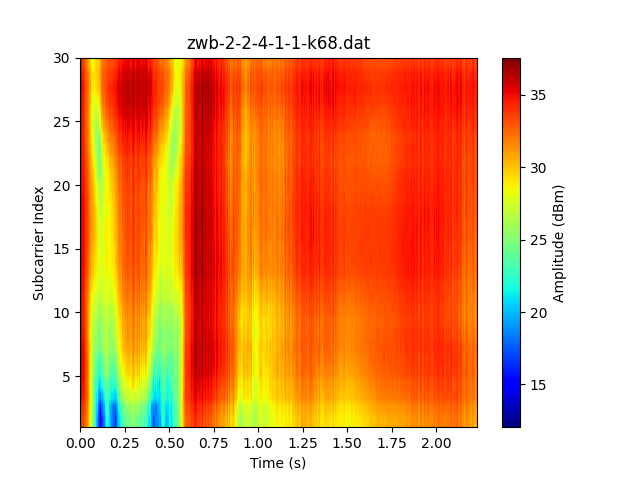 zwb-2-2-4-1-1-k68.dat
30
25
20
15
10
5
Subcarrier Index
0.00 0.25 0.50 0.75 1.00 1.25 1.50 1.75 2.00
Time (s)
35
30
25
20
15
Amplitude (dBm)